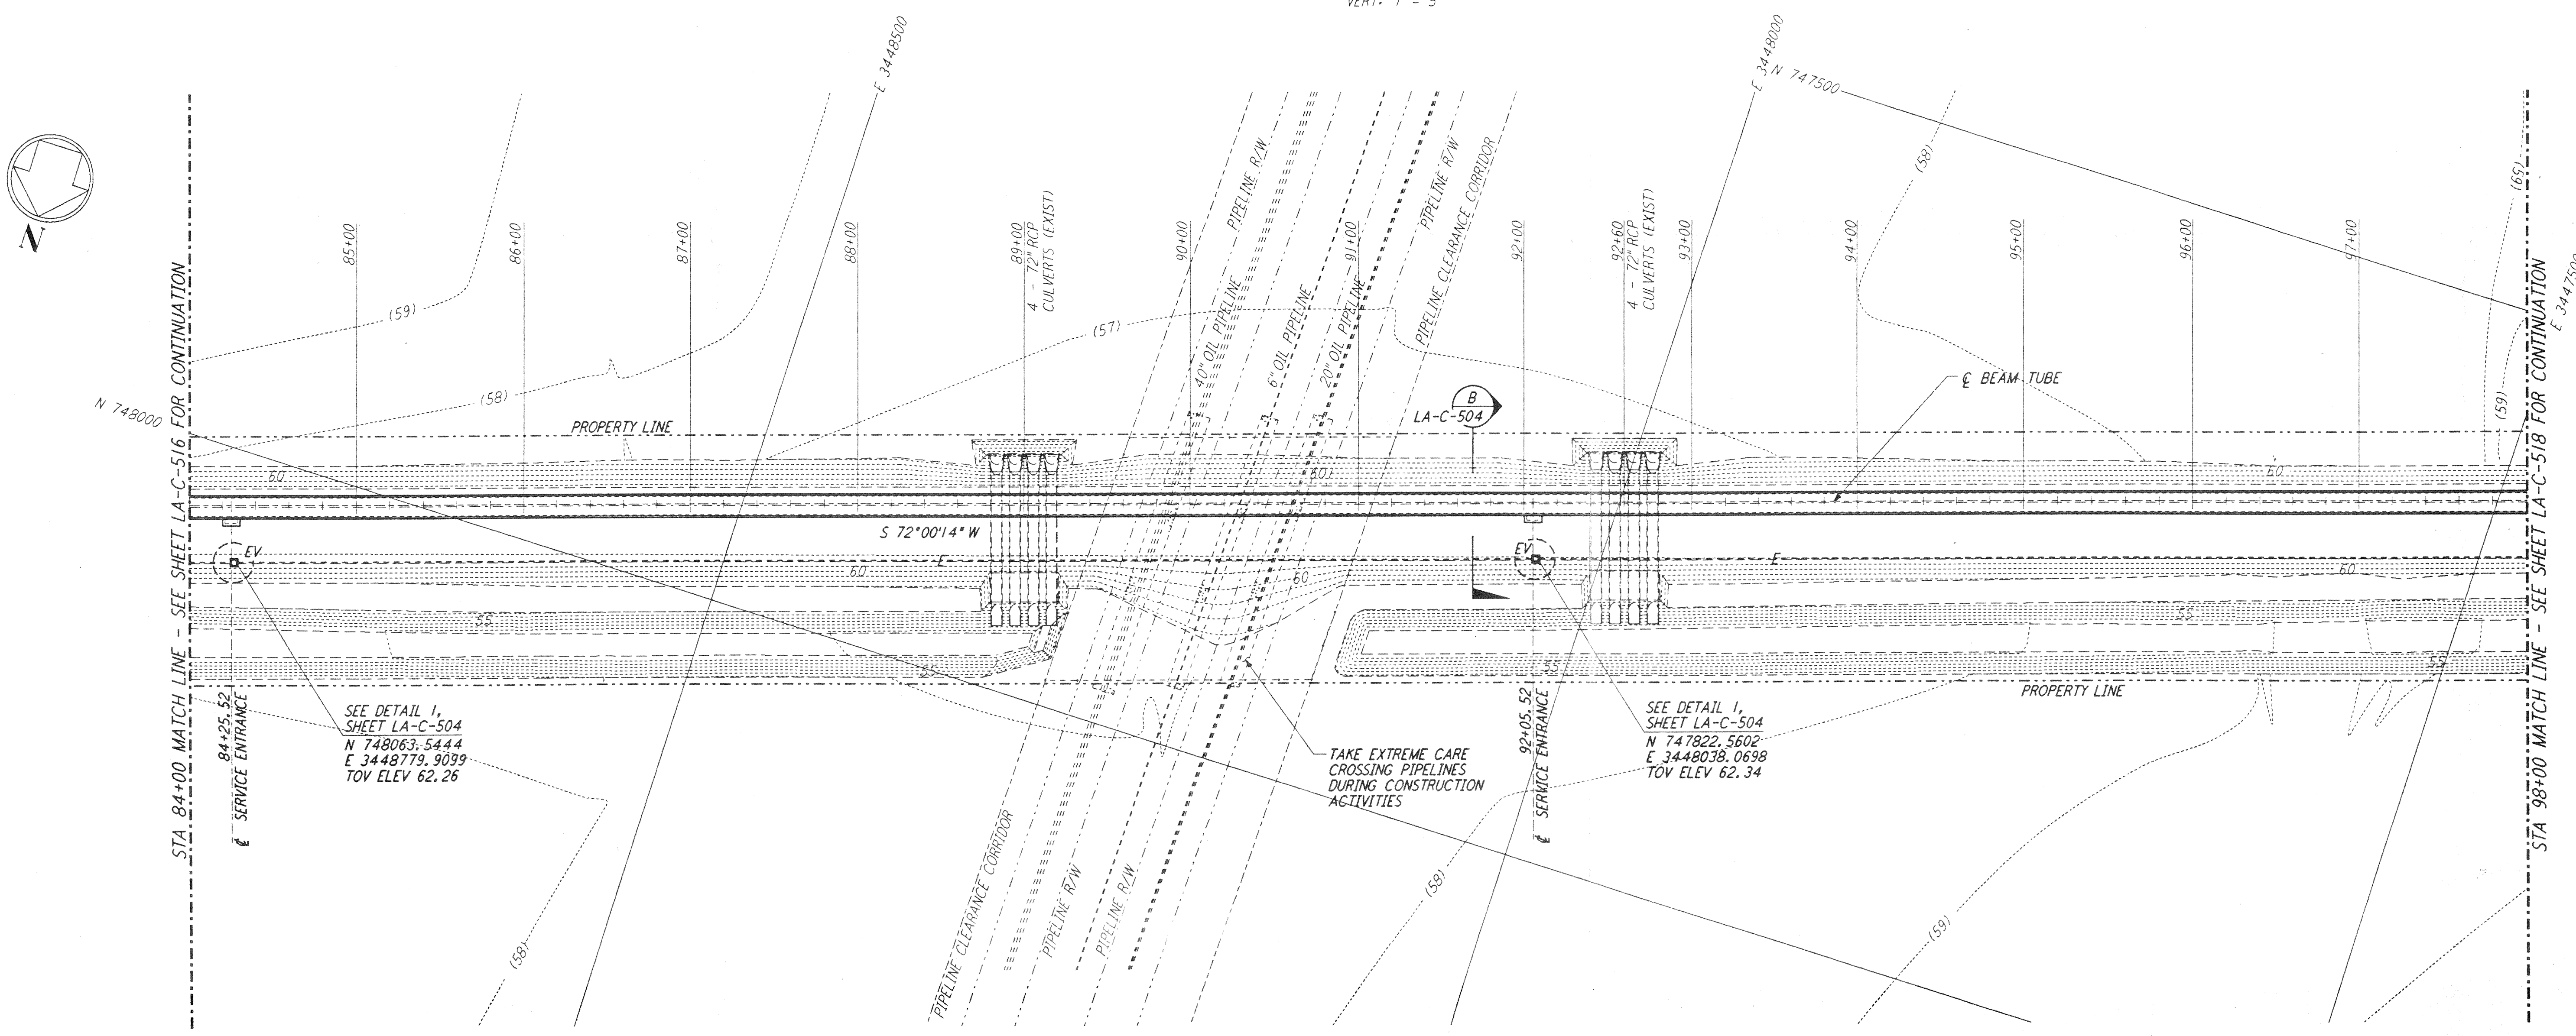 VERT. 1" = 5'
N
E 3448500
E 3448000
N 747500
E 3447500
N 748000
STA 84+00 MATCH LINE - SEE SHEET LA-C-516 FOR CONTINUATION
STA 98+00 MATCH LINE - SEE SHEET LA-C-518 FOR CONTINUATION
85+00
86+00
87+00
88+00
89+00
4 - 72" RCP
CULVERTS (EXIST)
90+00
91+00
92+00
92+60
4 - 72" RCP
CULVERTS (EXIST)
93+00
94+00
95+00
96+00
97+00
PIPELINE R/W
40" OIL PIPELINE
6" OIL PIPELINE
20" OIL PIPELINE
PIPELINE R/W
PIPELINE CLEARANCE CORRIDOR
(59)
(58)
(57)
(58)
(59)
(59)
PROPERTY LINE
B
LA-C-504
℄ BEAM TUBE
60
60
60
S 72°00'14" W
EV
E
EV
E
60
60
60
55
55
55
55
55
PROPERTY LINE
84+25.52
℄ SERVICE ENTRANCE
SEE DETAIL 1,
SHEET LA-C-504
N 748063.5444
E 3448779.9099
TOV ELEV 62.26
TAKE EXTREME CARE
CROSSING PIPELINES
DURING CONSTRUCTION
ACTIVITIES
92+05.52
℄ SERVICE ENTRANCE
SEE DETAIL 1,
SHEET LA-C-504
N 747822.5602
E 3448038.0698
TOV ELEV 62.34
PIPELINE CLEARANCE CORRIDOR
PIPELINE R/W
PIPELINE R/W
(58)
(58)
(59)